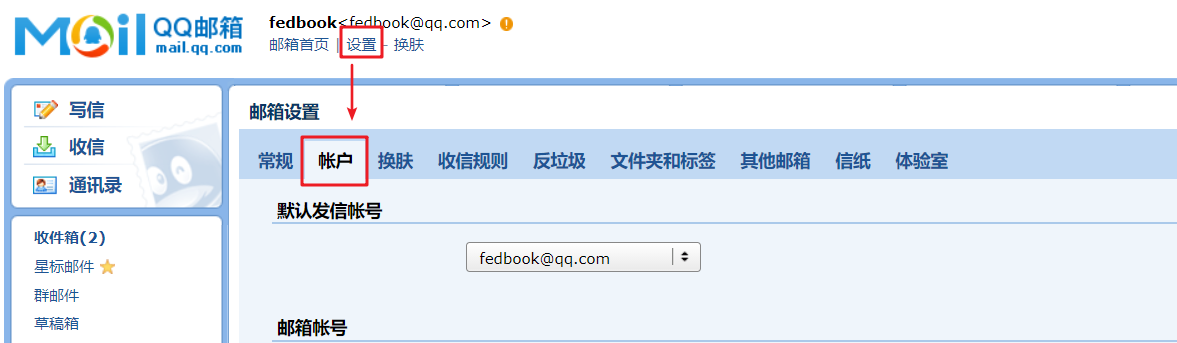 Mail QQ邮箱
mail.qq.com
fedbook<fedbook@qq.com>
邮箱首页 | 设置 - 换肤
写信
收信
通讯录
收件箱(2)
星标邮件
群邮件
草稿箱
邮箱设置
常规 帐户 换肤 收信规则 反垃圾 文件夹和标签 其他邮箱 信纸 体验室
默认发信帐号
fedbook@qq.com
邮箱帐号